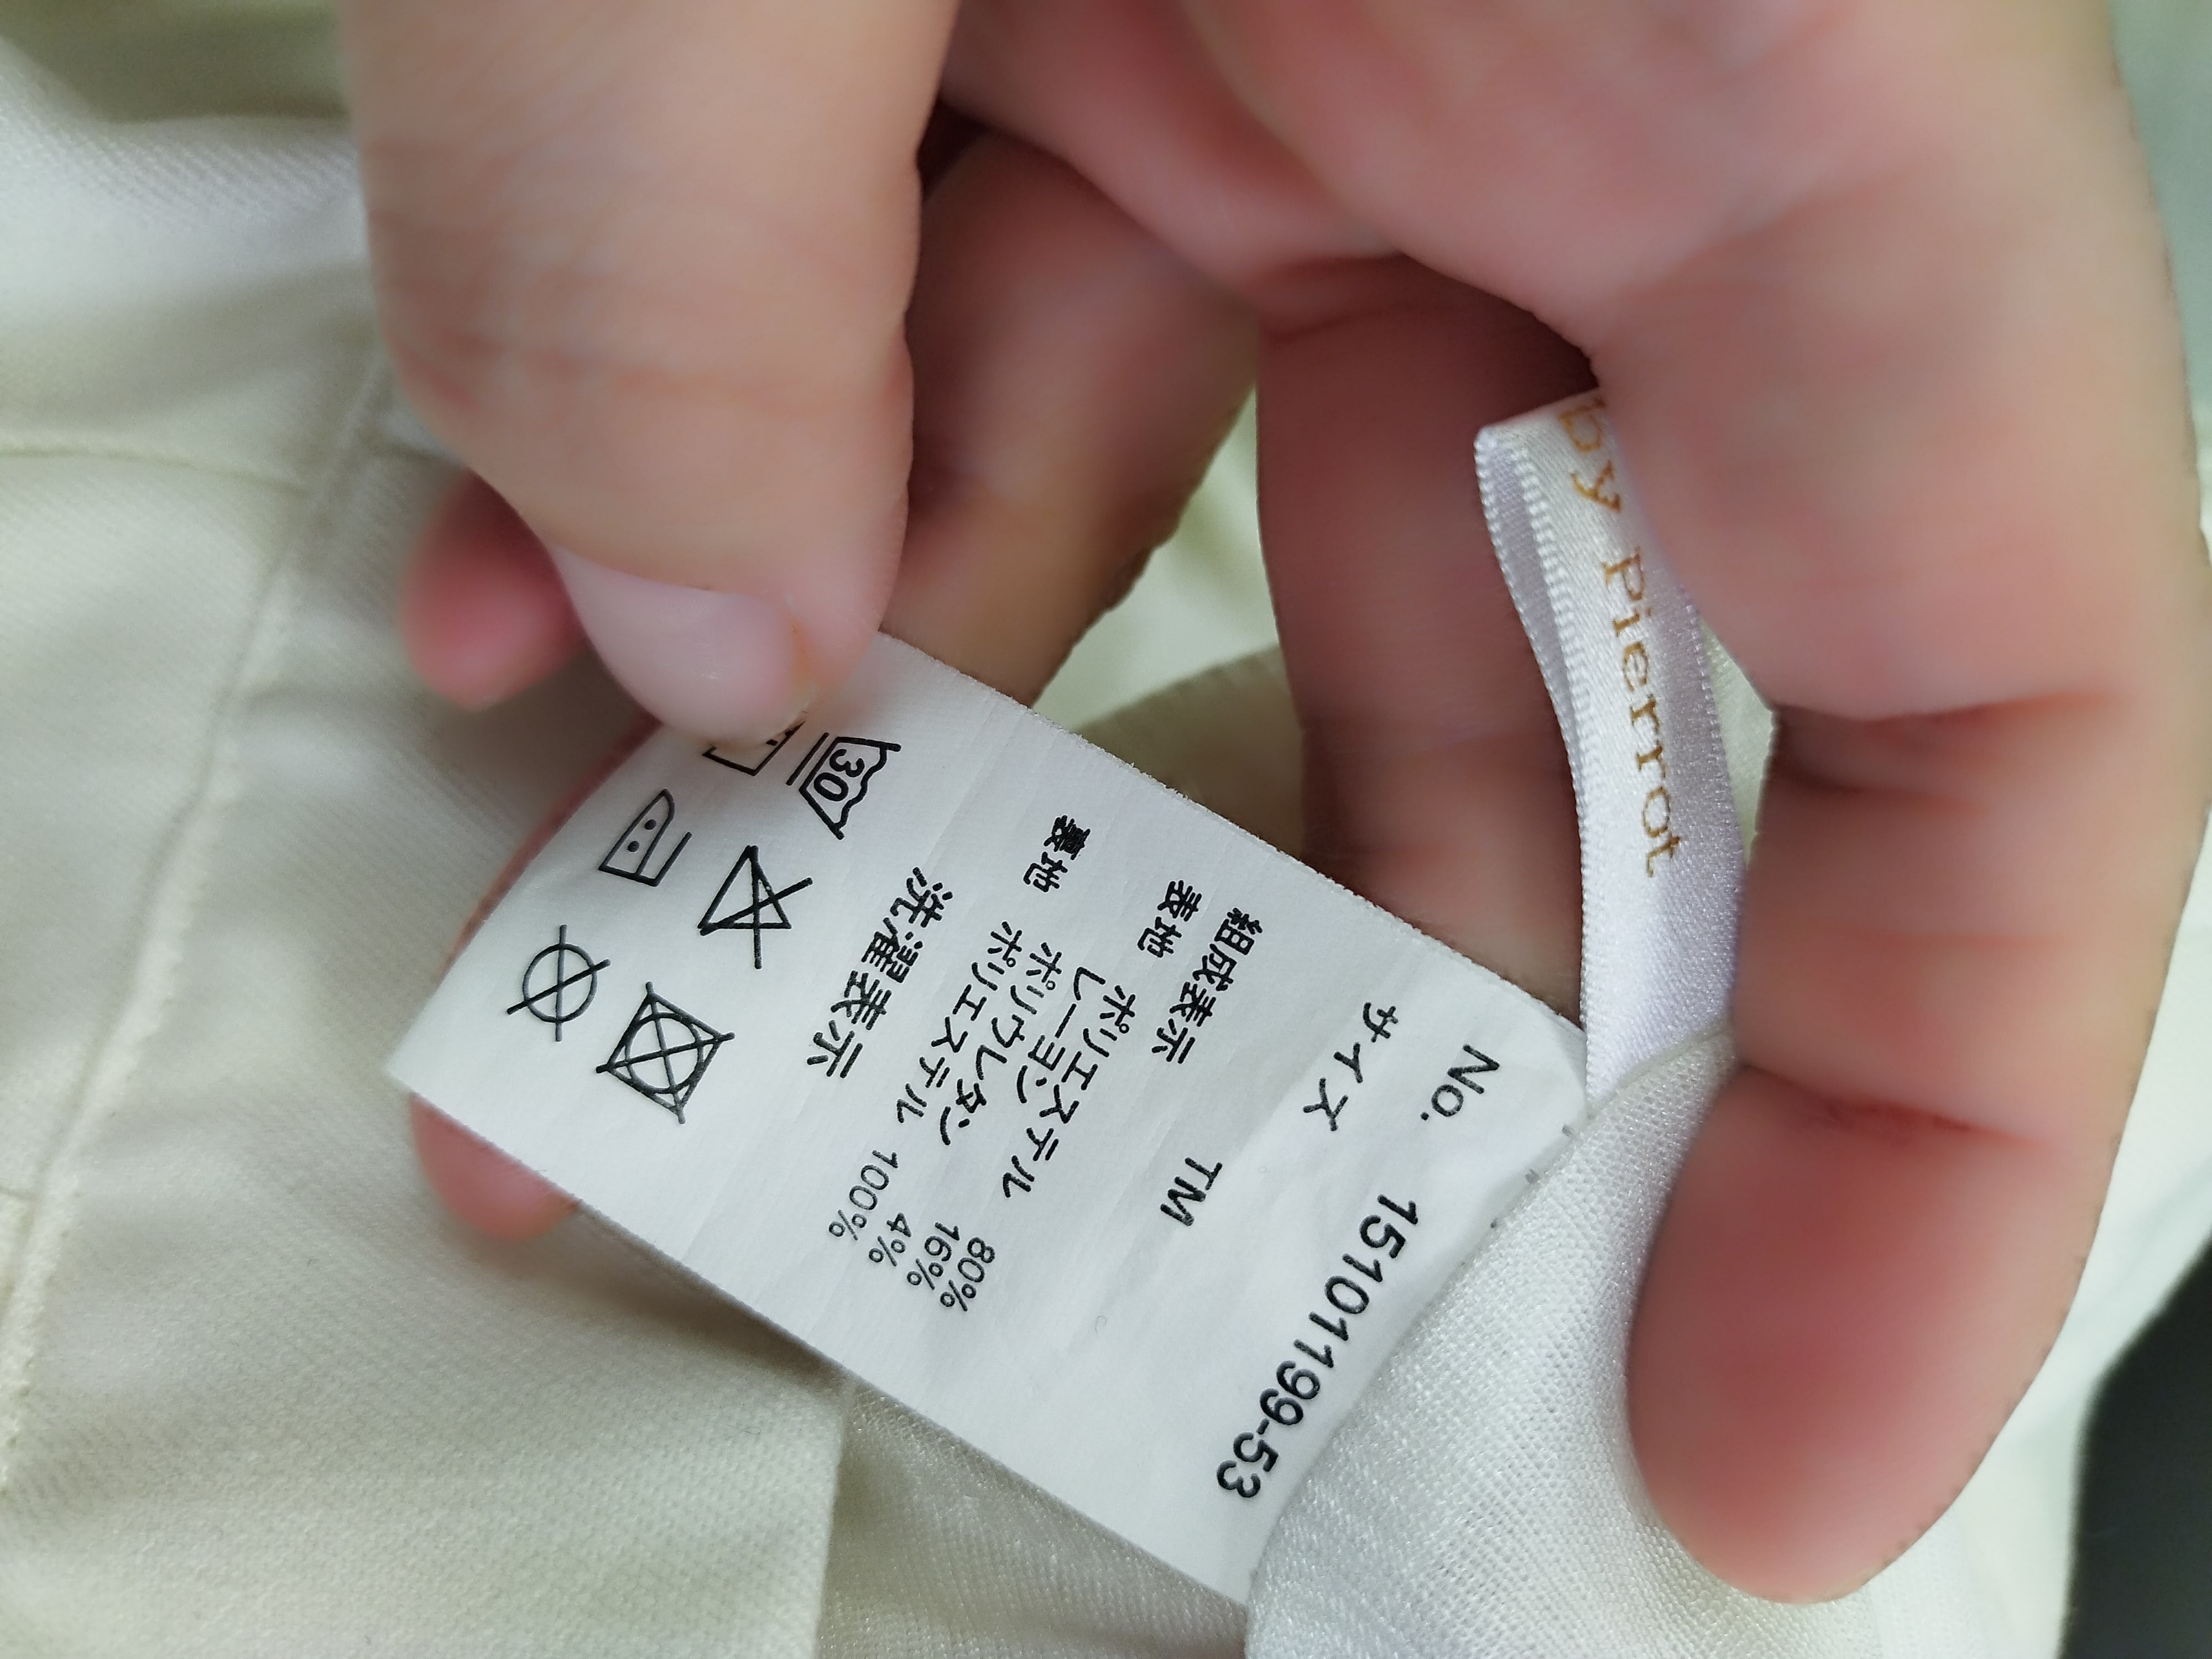 by Pierrot
No. 15101199-53
サイズ TM
組成表示
表地 ポリエステル 80%
レーヨン 16%
ポリウレタン 4%
裏地 ポリエステル 100%
洗濯表示
30